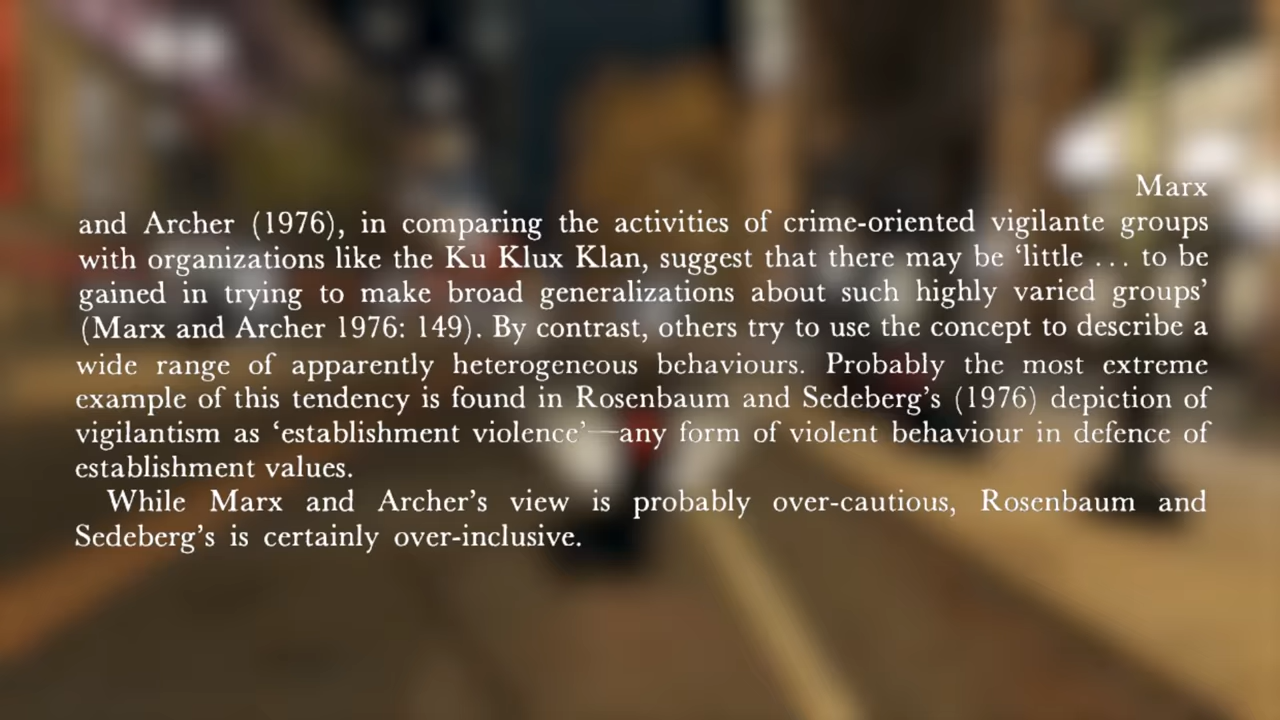 Marx
and Archer (1976), in comparing the activities of crime-oriented vigilante groups
with organizations like the Ku Klux Klan, suggest that there may be ‘little . . . to be
gained in trying to make broad generalizations about such highly varied groups’
(Marx and Archer 1976: 149). By contrast, others try to use the concept to describe a
wide range of apparently heterogeneous behaviours. Probably the most extreme
example of this tendency is found in Rosenbaum and Sedeberg’s (1976) depiction of
vigilantism as ‘establishment violence’—any form of violent behaviour in defence of
establishment values.
While Marx and Archer’s view is probably over-cautious, Rosenbaum and
Sedeberg’s is certainly over-inclusive.